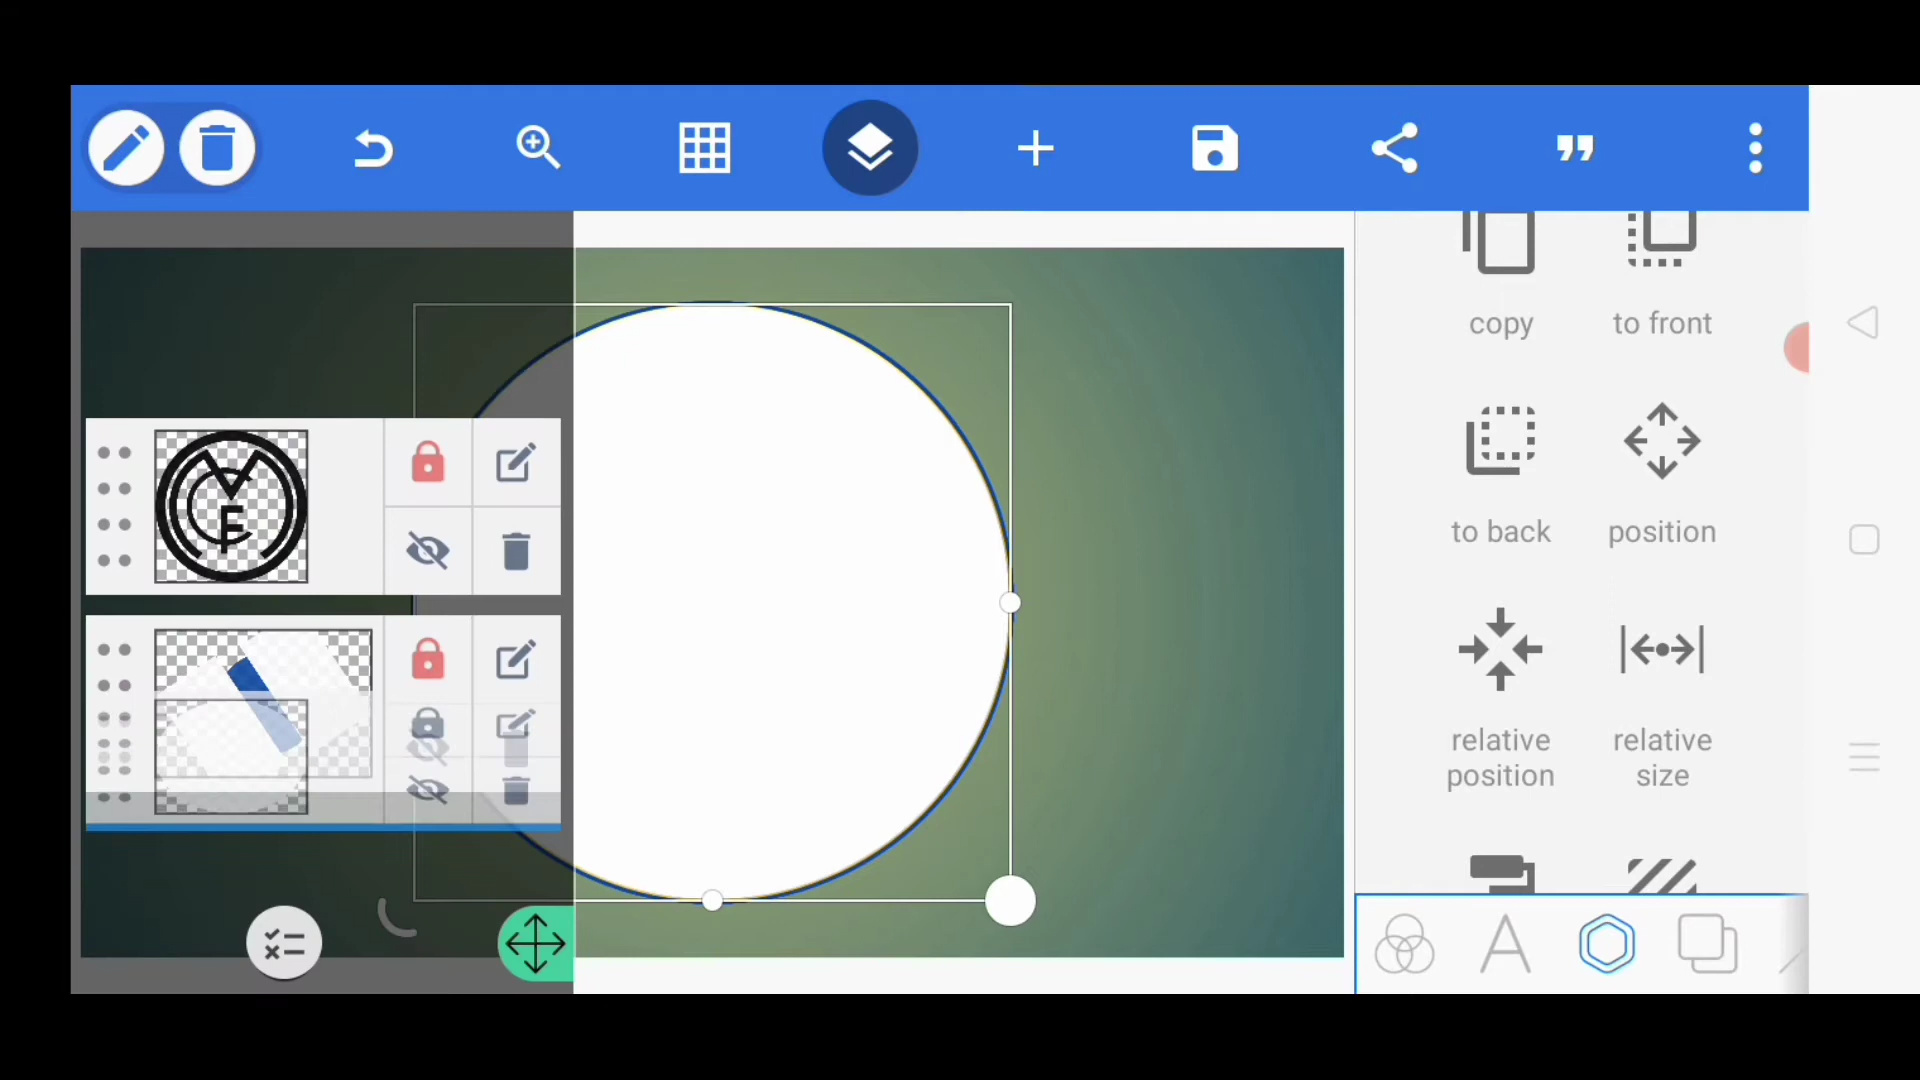 copy
to front
to back
position
relative
position
relative
size